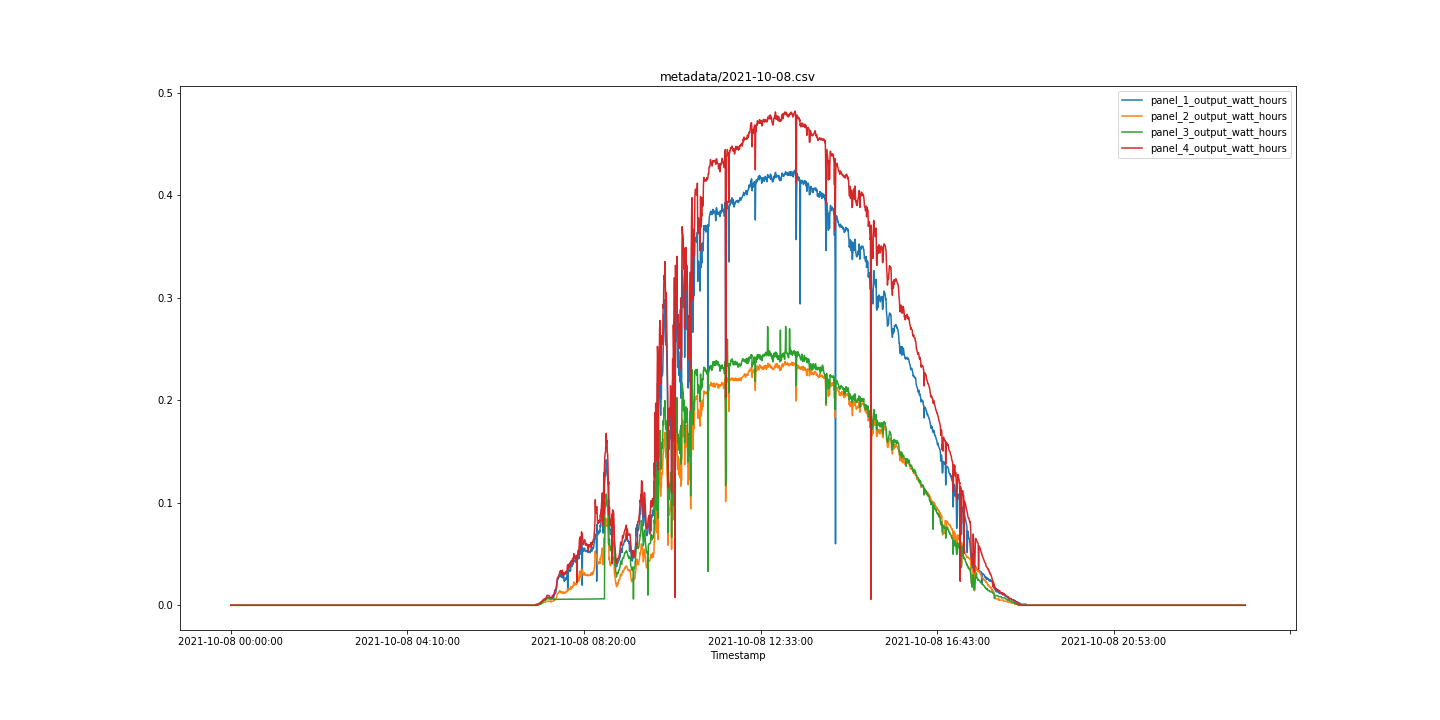 metadata/2021-10-08.csv
panel_1_output_watt_hours
panel_2_output_watt_hours
panel_3_output_watt_hours
panel_4_output_watt_hours
0.5
0.4
0.3
0.2
0.1
0.0
2021-10-08 00:00:00 2021-10-08 04:10:00 2021-10-08 08:20:00 2021-10-08 12:33:00 2021-10-08 16:43:00 2021-10-08 20:53:00
Timestamp